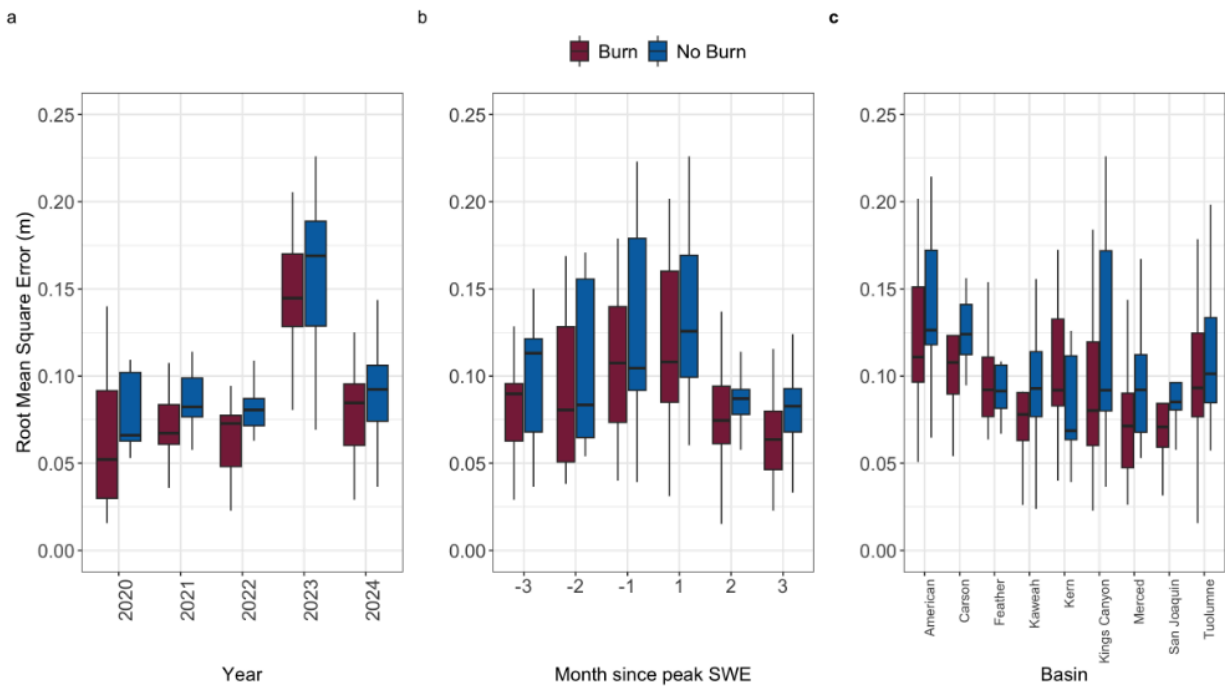 a
b
c
Burn No Burn
Root Mean Square Error (m)
0.25
0.20
0.15
0.10
0.05
0.00
2020
2021
2022
2023
2024
Year
0.25
0.20
0.15
0.10
0.05
0.00
-3 -2 -1 1 2 3
Month since peak SWE
0.25
0.20
0.15
0.10
0.05
0.00
American
Carson
Feather
Kaweah
Kern
Kings Canyon
Merced
San Joaquin
Tuolumne
Basin